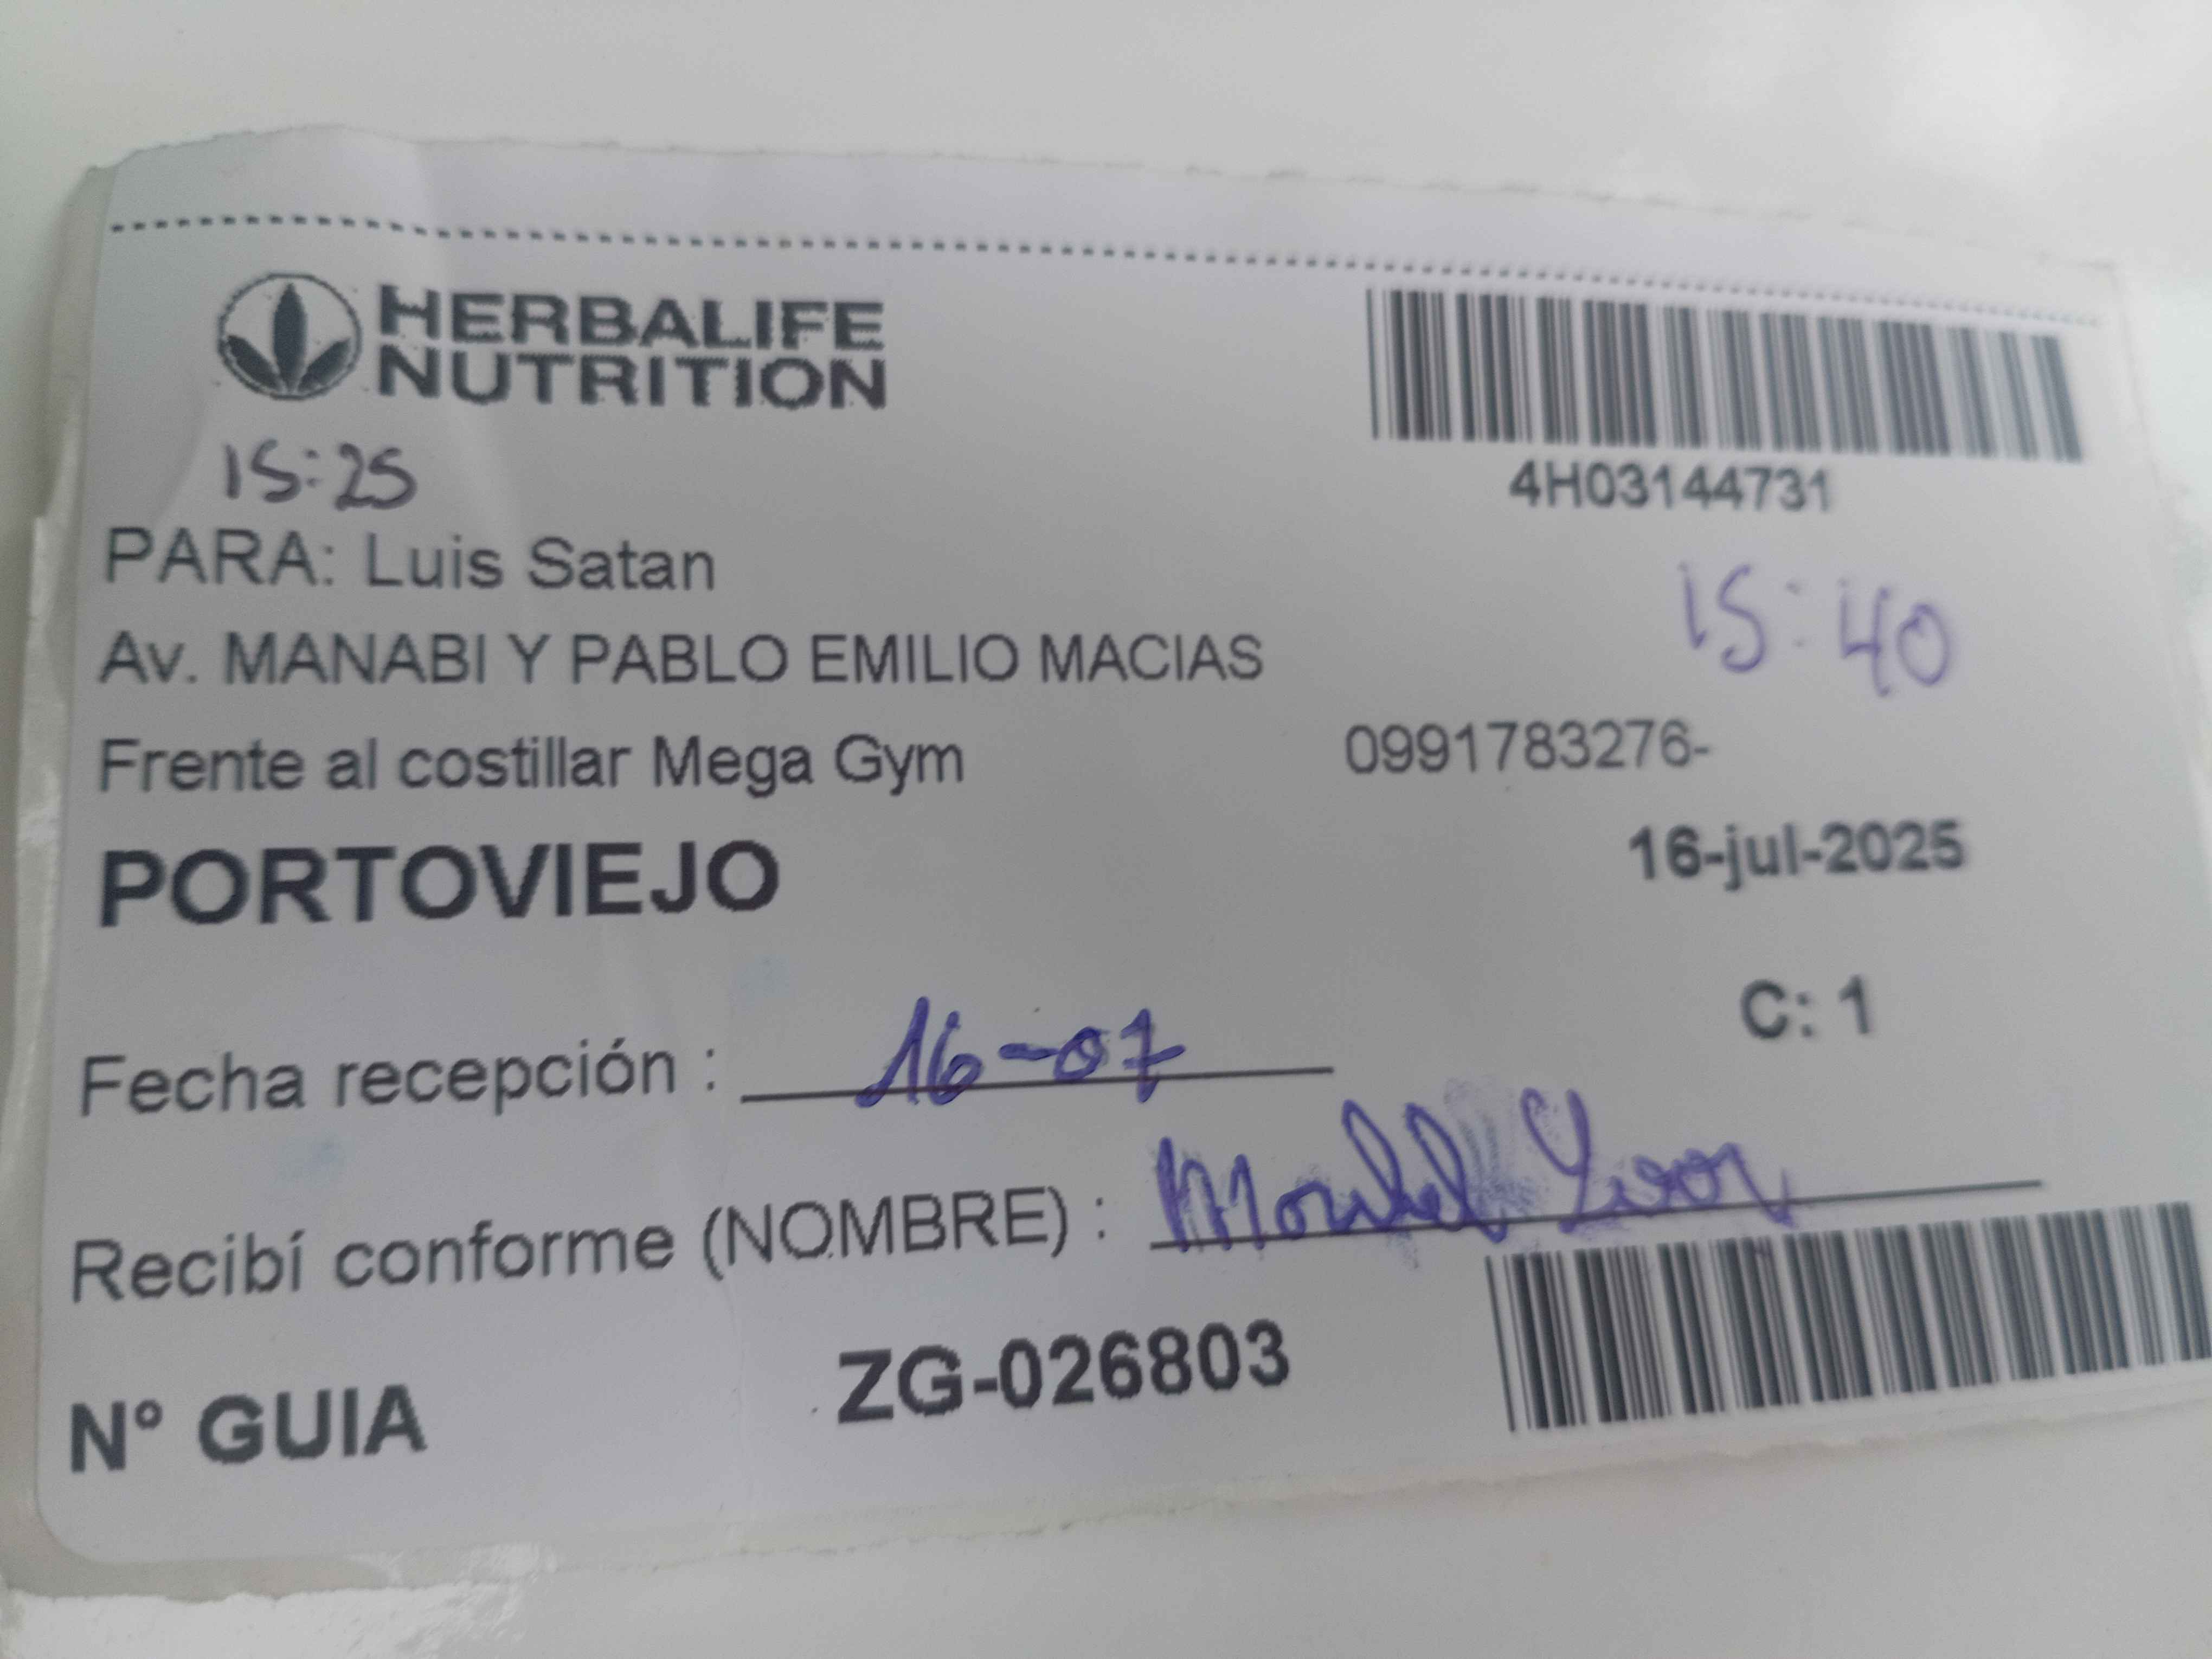 HERBALIFE
NUTRITION
4H03144731
15:25
PARA: Luis Satan
15:40
Av. MANABI Y PABLO EMILIO MACIAS
Frente al costillar Mega Gym 0991783276-
PORTOVIEJO 16-jul-2025
C: 1
Fecha recepción : 16-07
Recibí conforme (NOMBRE) :
N° GUIA ZG-026803